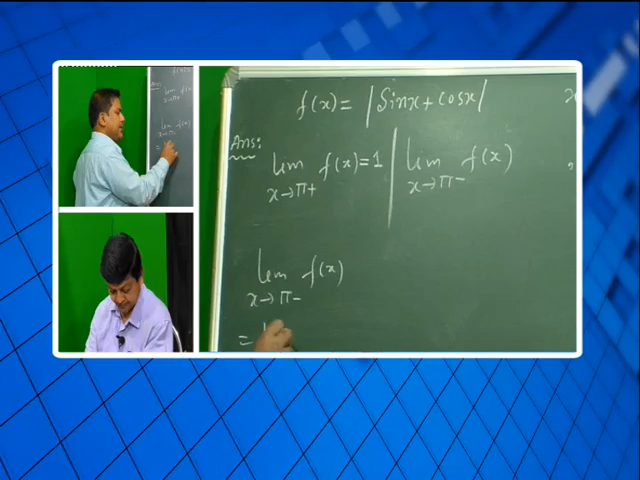 f(x) = |Sinx + cosx|
Ans:
lim f(x) = 1 | lim f(x)
x→π+ x→π-
lim f(x)
x→π-
=